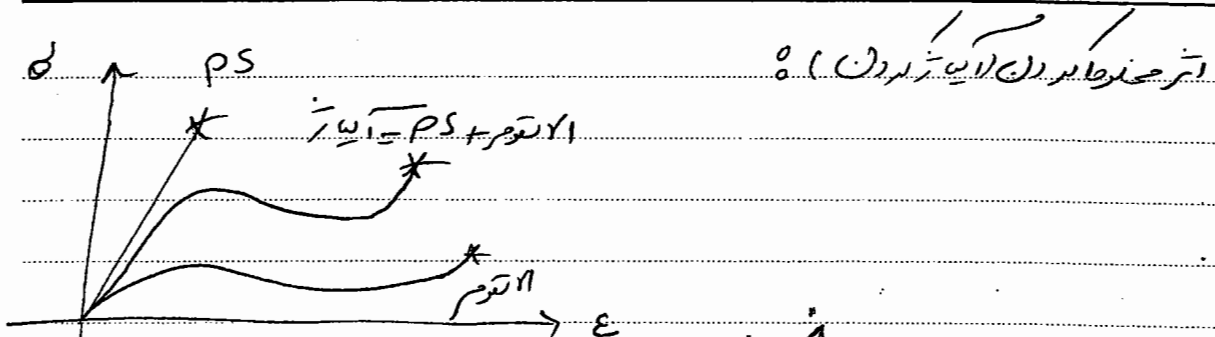 اثر مخلوط کردن (آلیاژ کردن):
σ
PS
الاستومر + PS = آلیاژ
الاستومر
ε